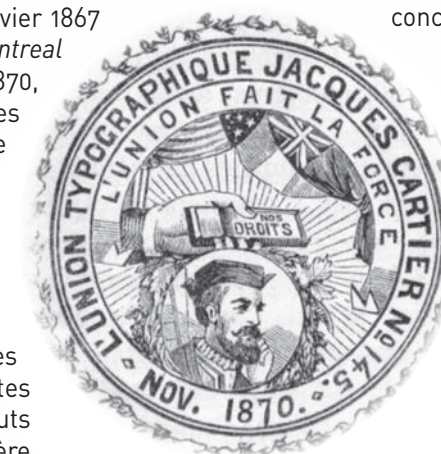 vier 1867
ontreal
870,
es
e
es
tes
uts
ère
conc
L'UNION TYPOGRAPHIQUE JACQUES CARTIER No 145.
L'UNION FAIT LA FORCE
NOS
DROITS
NOV. 1870.